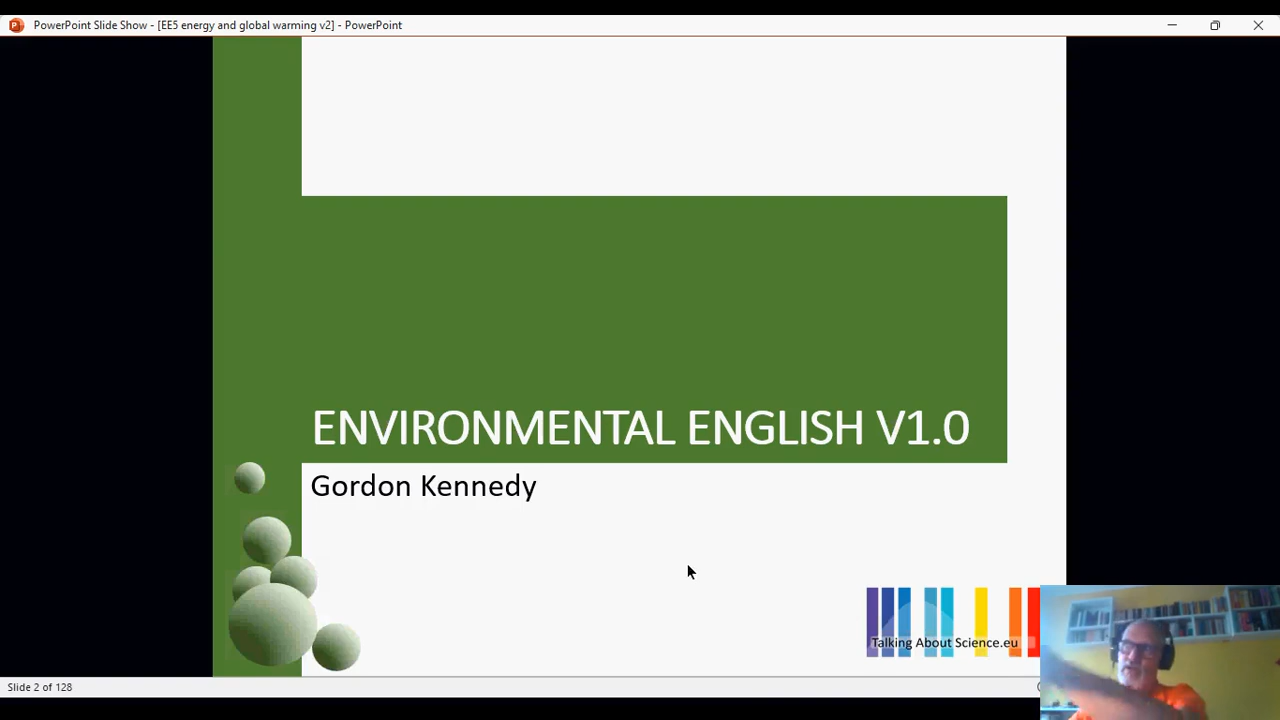 PowerPoint Slide Show - [EE5 energy and global warming v2] - PowerPoint
ENVIRONMENTAL ENGLISH V1.0
Gordon Kennedy
Talking About Science.eu
Slide 2 of 128